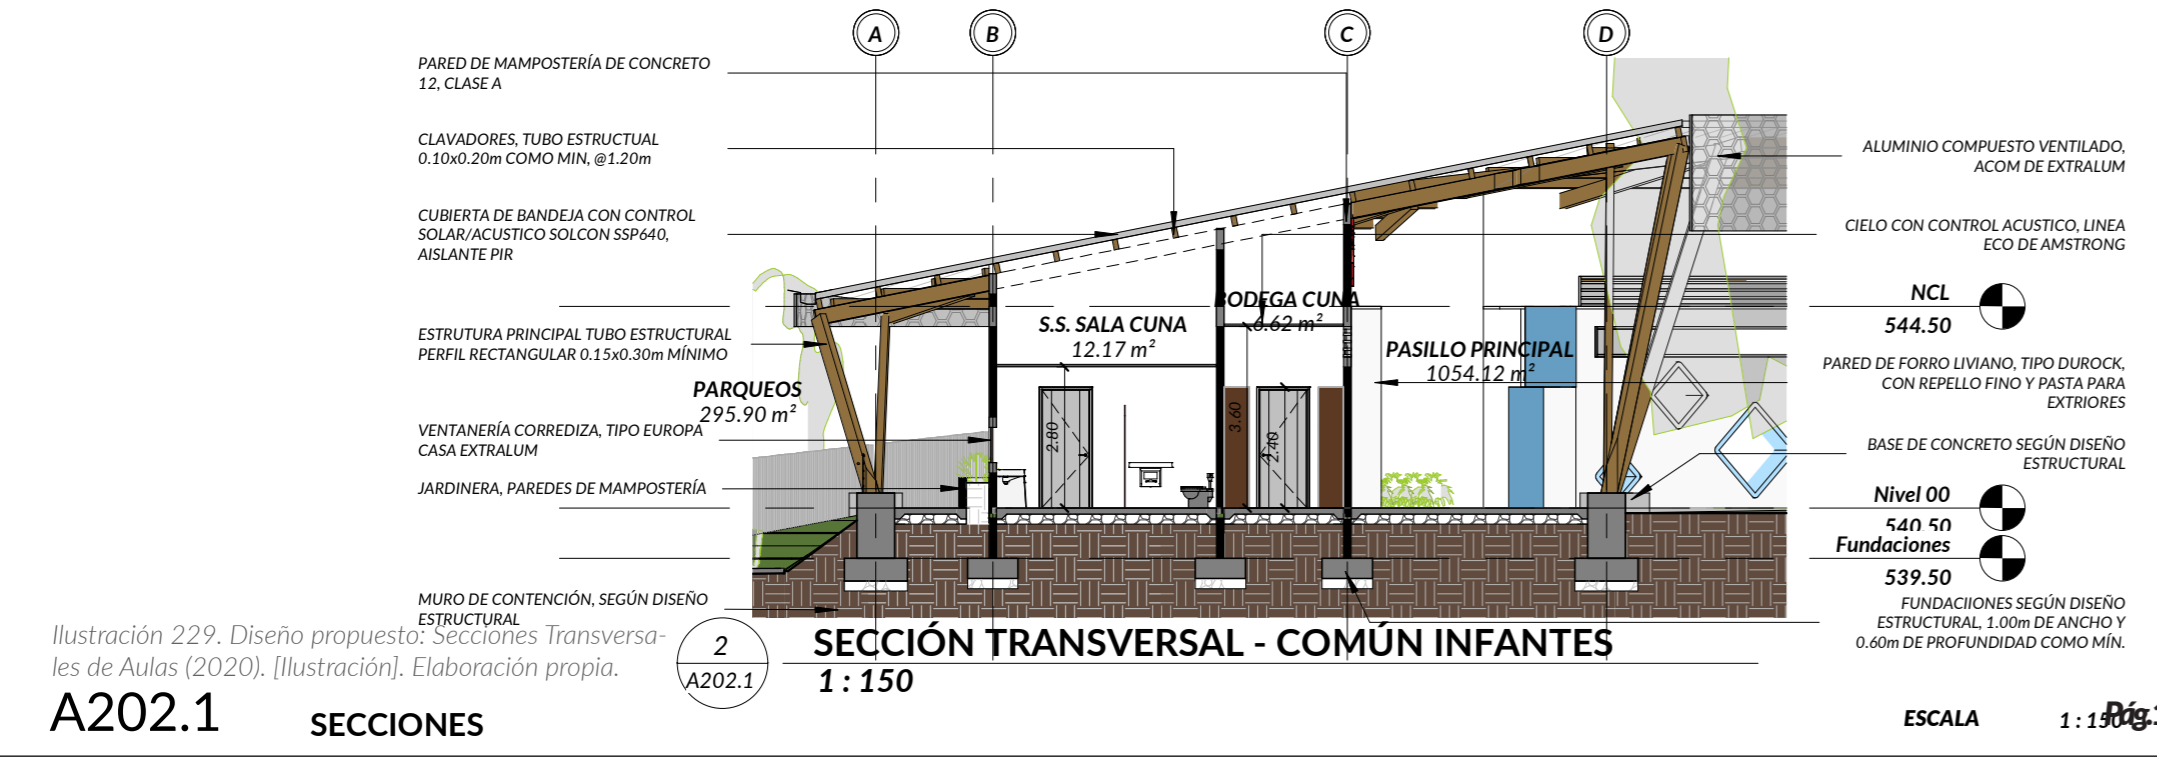 A
B
C
D
PARED DE MAMPOSTERÍA DE CONCRETO
12, CLASE A
CLAVADORES, TUBO ESTRUCTUAL
0.10x0.20m COMO MIN, @1.20m
CUBIERTA DE BANDEJA CON CONTROL
SOLAR/ACUSTICO SOLCON SSP640,
AISLANTE PIR
ESTRUTURA PRINCIPAL TUBO ESTRUCTURAL
PERFIL RECTANGULAR 0.15x0.30m MÍNIMO
PARQUEOS
295.90 m²
VENTANERÍA CORREDIZA, TIPO EUROPA
CASA EXTRALUM
JARDINERA, PAREDES DE MAMPOSTERÍA
MURO DE CONTENCIÓN, SEGÚN DISEÑO
ESTRUCTURAL
S.S. SALA CUNA
12.17 m²
BODEGA CUNA
6.62 m²
PASILLO PRINCIPAL
1054.12 m²
2.80
3.60
2.40
ALUMINIO COMPUESTO VENTILADO,
ACOM DE EXTRALUM
CIELO CON CONTROL ACUSTICO, LINEA
ECO DE AMSTRONG
NCL
544.50
PARED DE FORRO LIVIANO, TIPO DUROCK,
CON REPELLO FINO Y PASTA PARA
EXTRIORES
BASE DE CONCRETO SEGÚN DISEÑO
ESTRUCTURAL
Nivel 00
540.50
Fundaciones
539.50
FUNDACIIONES SEGÚN DISEÑO
ESTRUCTURAL, 1.00m DE ANCHO Y
0.60m DE PROFUNDIDAD COMO MÍN.
Ilustración 229. Diseño propuesto: Secciones Transversa-
les de Aulas (2020). [Ilustración]. Elaboración propia.
2
A202.1
SECCIÓN TRANSVERSAL - COMÚN INFANTES
1 : 150
A202.1
SECCIONES
ESCALA
1 : 150
Pág.